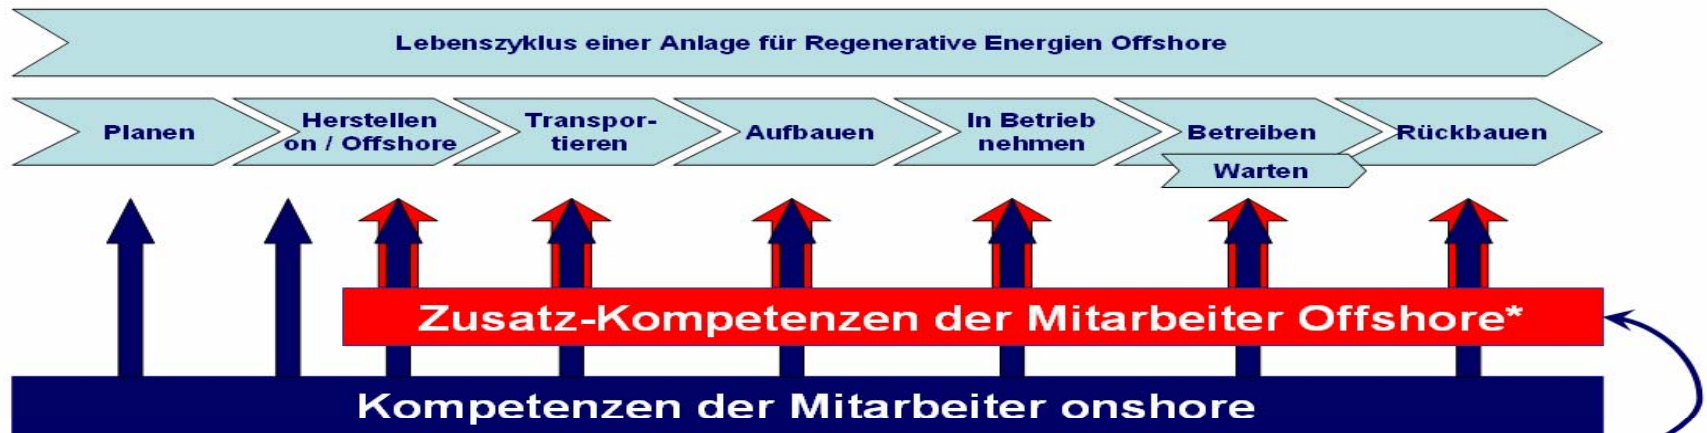 Lebenszyklus einer Anlage für Regenerative Energien Offshore
Planen
Herstellen
on / Offshore
Transpor-
tieren
Aufbauen
In Betrieb
nehmen
Betreiben
Rückbauen
Warten
Zusatz-Kompetenzen der Mitarbeiter Offshore*
Kompetenzen der Mitarbeiter onshore